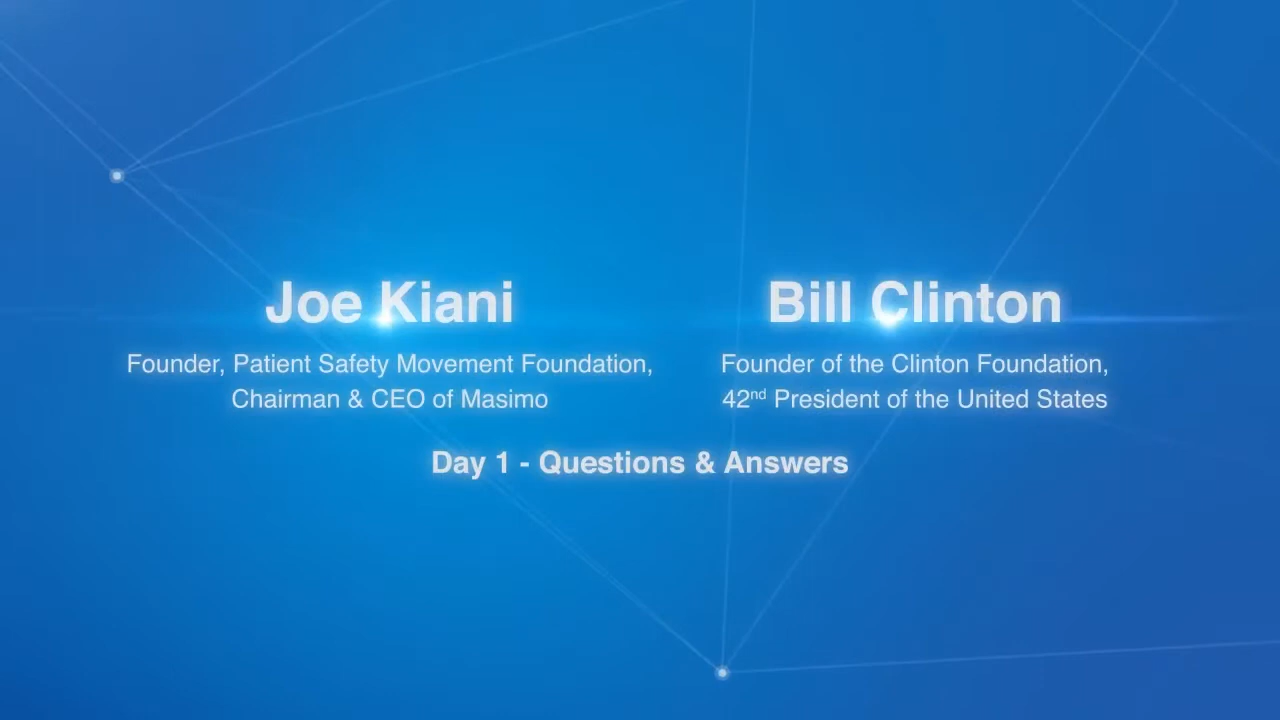 Joe Kiani
Founder, Patient Safety Movement Foundation,
Chairman & CEO of Masimo
Bill Clinton
Founder of the Clinton Foundation,
42nd President of the United States
Day 1 - Questions & Answers